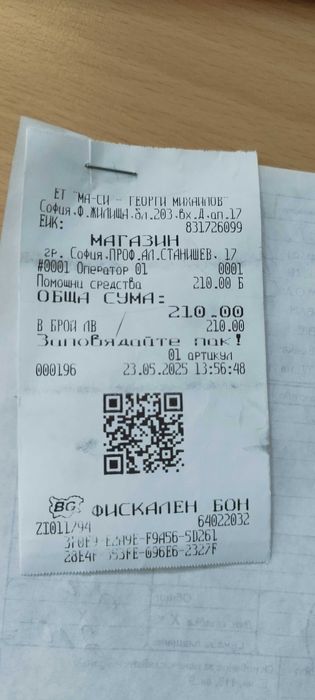 ЕТ "МА-СИ - ГЕОРГИ МИХАЙЛОВ"
София.Ф.ЖИЛИЩА.бл.203.вх.Д.ап.17
ЕИК: 831726099
МАГАЗИН
гр. София.ПРОФ.АЛ.СТАНИШЕВ. 17
#0001 Оператор 01 0001
Помощни средства 210.00 Б
ОБЩА СУМА:
210.00
В БРОЙ ЛВ 210.00
Заповядайте пак!
01 артикул
000196 23.05.2025 13:56:48
BG ФИСКАЛЕН БОН
64022032